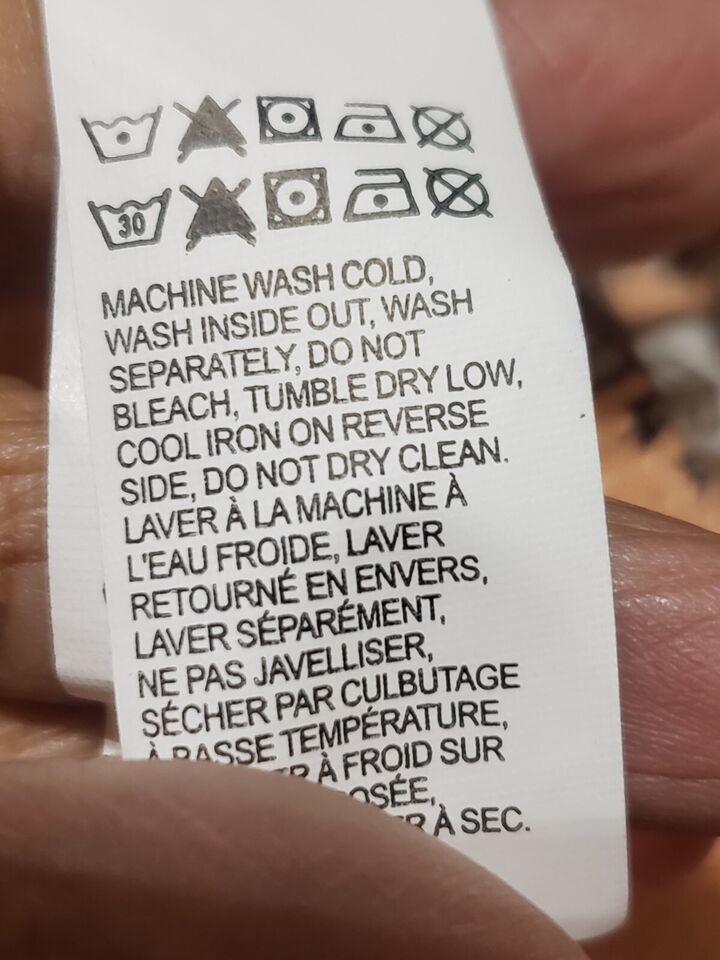 30
MACHINE WASH COLD,
WASH INSIDE OUT, WASH
SEPARATELY, DO NOT
BLEACH, TUMBLE DRY LOW,
COOL IRON ON REVERSE
SIDE, DO NOT DRY CLEAN.
LAVER À LA MACHINE À
L'EAU FROIDE, LAVER
RETOURNÉ EN ENVERS,
LAVER SÉPARÉMENT,
NE PAS JAVELLISER,
SÉCHER PAR CULBUTAGE
À BASSE TEMPÉRATURE,
À FROID SUR
À SEC.